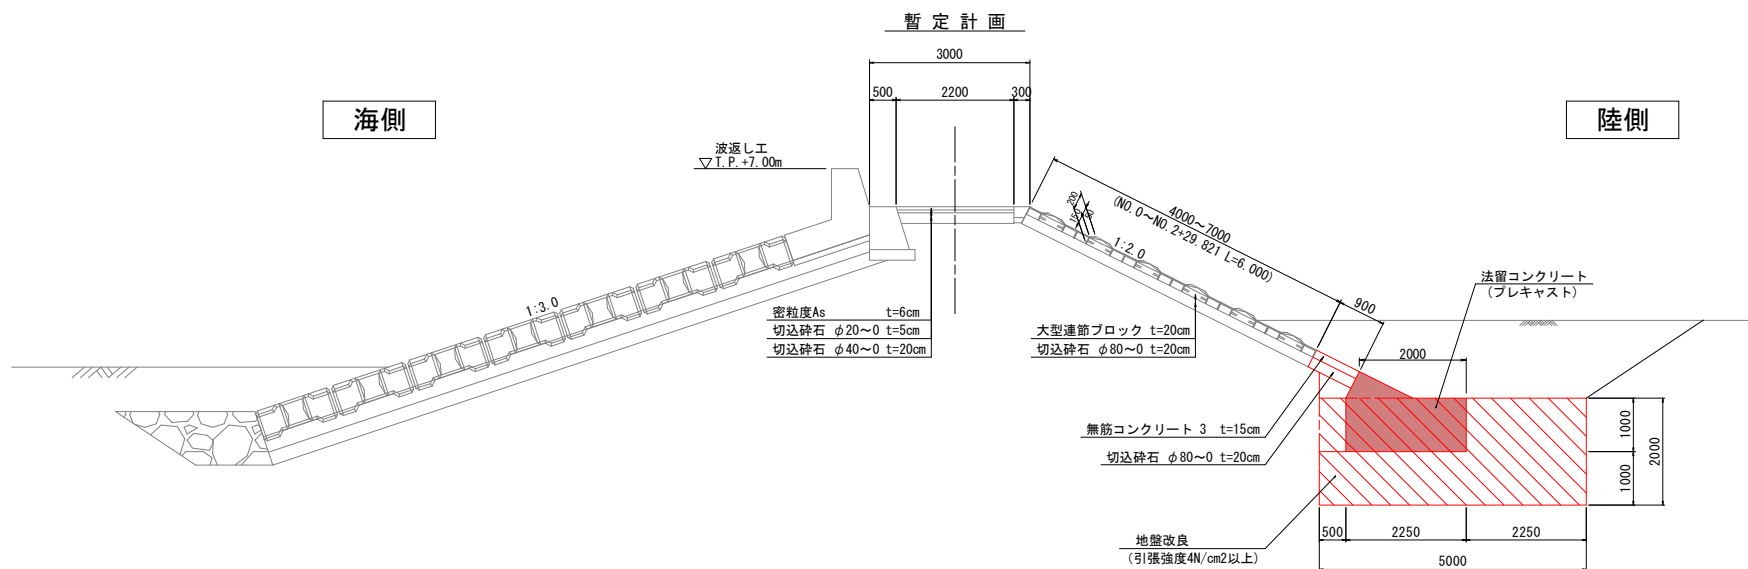 暫定計画
3000
500 2200 300
海側
陸側
波返し工
▽T.P.+7.00m
200
150
50
4000～7000
(NO.0～NO.2+29.821 L=6.000)
1:2.0
1:3.0
900
法留コンクリート
(プレキャスト)
密粒度As t=6cm
切込砕石 φ20～0 t=5cm
切込砕石 φ40～0 t=20cm
大型連節ブロック t=20cm
切込砕石 φ80～0 t=20cm
2000
無筋コンクリート 3 t=15cm
切込砕石 φ80～0 t=20cm
1000
1000
2000
地盤改良
(引張強度4N/cm2以上)
500 2250 2250
5000